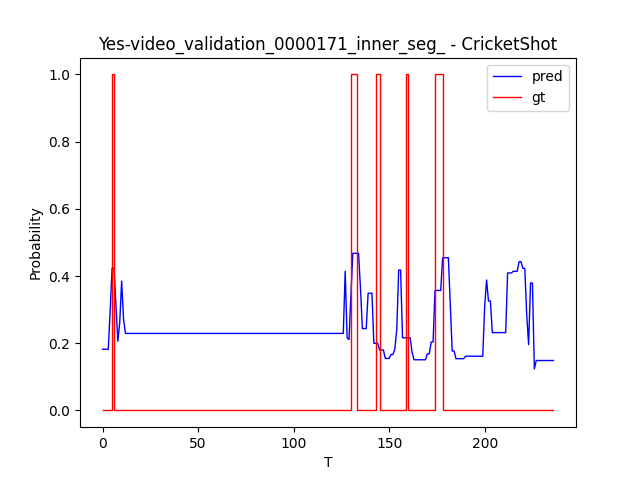 Yes-video_validation_0000171_inner_seg_ - CricketShot
pred
gt
1.0
0.8
0.6
0.4
0.2
0.0
Probability
0
50
100
150
200
T